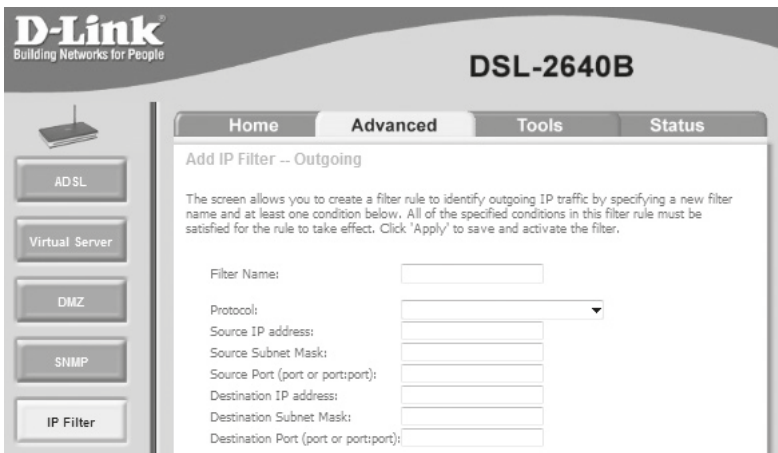 D-Link
Building Networks for People
DSL-2640B
Home Advanced Tools Status
ADSL
Virtual Server
DMZ
SNMP
IP Filter
Add IP Filter -- Outgoing
The screen allows you to create a filter rule to identify outgoing IP traffic by specifying a new filter
name and at least one condition below. All of the specified conditions in this filter rule must be
satisfied for the rule to take effect. Click 'Apply' to save and activate the filter.
Filter Name:
Protocol:
Source IP address:
Source Subnet Mask:
Source Port (port or port:port):
Destination IP address:
Destination Subnet Mask:
Destination Port (port or port:port):